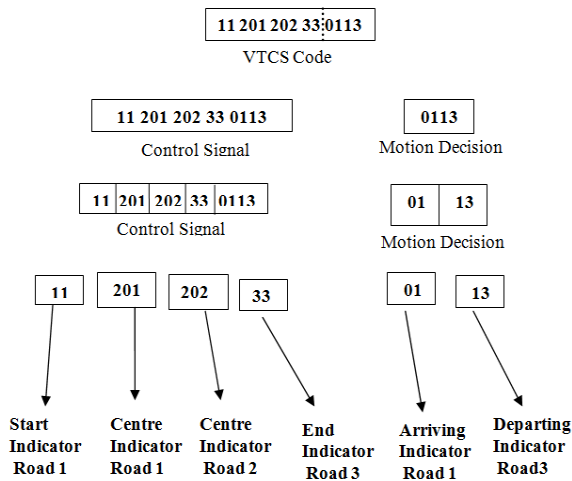 11 201 202 33 0113
VTCS Code
11 201 202 33 0113
0113
Control Signal
Motion Decision
11 201 202 33 0113
01 13
Control Signal
Motion Decision
11
201
202
33
01
13
Start
Indicator
Road 1
Centre
Indicator
Road 1
Centre
Indicator
Road 2
End
Indicator
Road 3
Arriving
Indicator
Road 1
Departing
Indicator
Road3